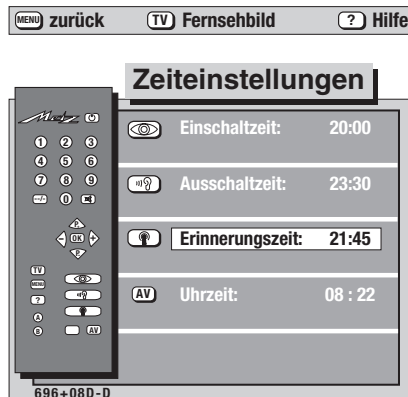 MENU zurück TV Fernsehbild ? Hilfe
Zeiteinstellungen
Metz
1 2 3
4 5 6
7 8 9
-/-- 0
P
OK +
P
TV
MENU
?
A
B AV
Einschaltzeit: 20:00
Ausschaltzeit: 23:30
Erinnerungszeit: 21:45
AV Uhrzeit: 08 : 22
696+08D-D